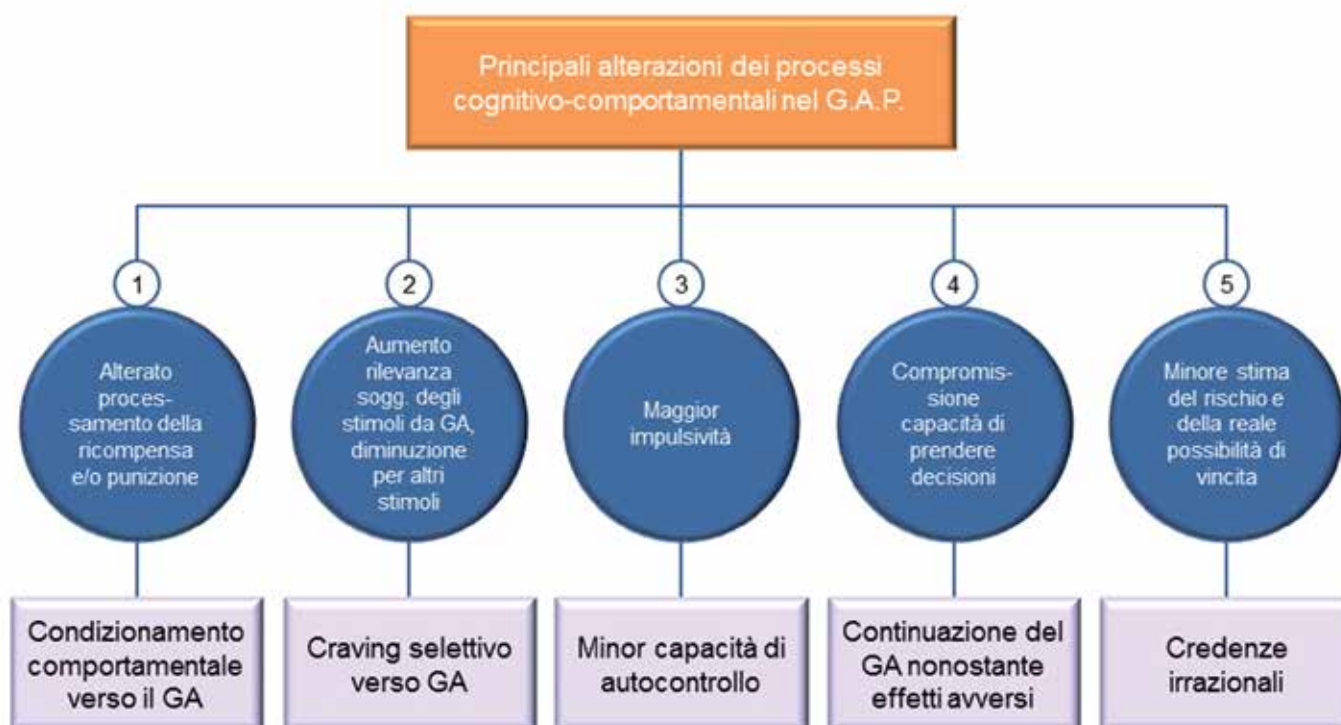 Principali alterazioni dei processi
cognitivo-comportamentali nel G.A.P.
1
Alterato
proces-
samento della
ricompensa
e/o punizione
Condizionamento
comportamentale
verso il GA
2
Aumento
rilevanza
sogg. degli
stimoli da GA,
diminuzione
per altri
stimoli
Craving selettivo
verso GA
3
Maggior
impulsività
Minor capacità di
autocontrollo
4
Compromis-
sione
capacità di
prendere
decisioni
Continuazione del
GA nonostante
effetti avversi
5
Minore stima
del rischio e
della reale
possibilità di
vincita
Credenze
irrazionali